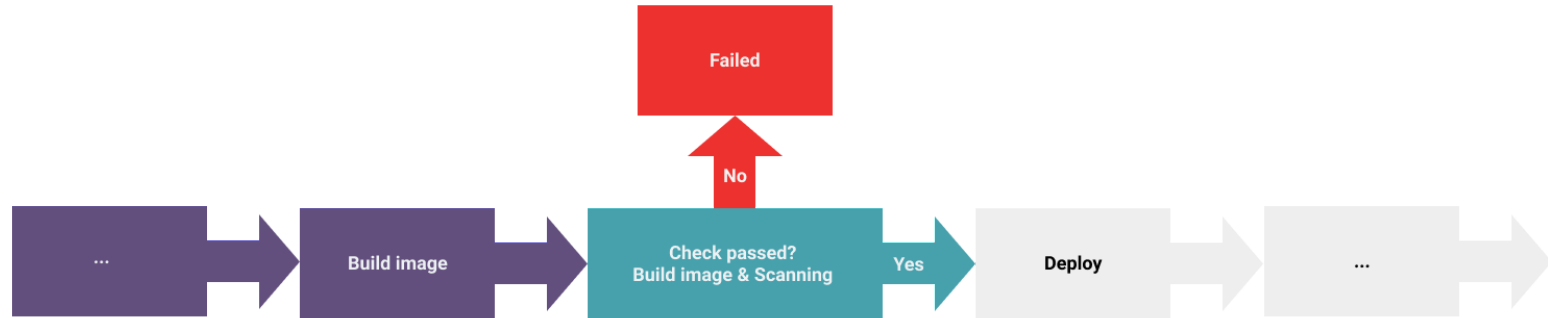 Failed
No
...
Build image
Check passed?
Build image & Scanning
Yes
Deploy
...